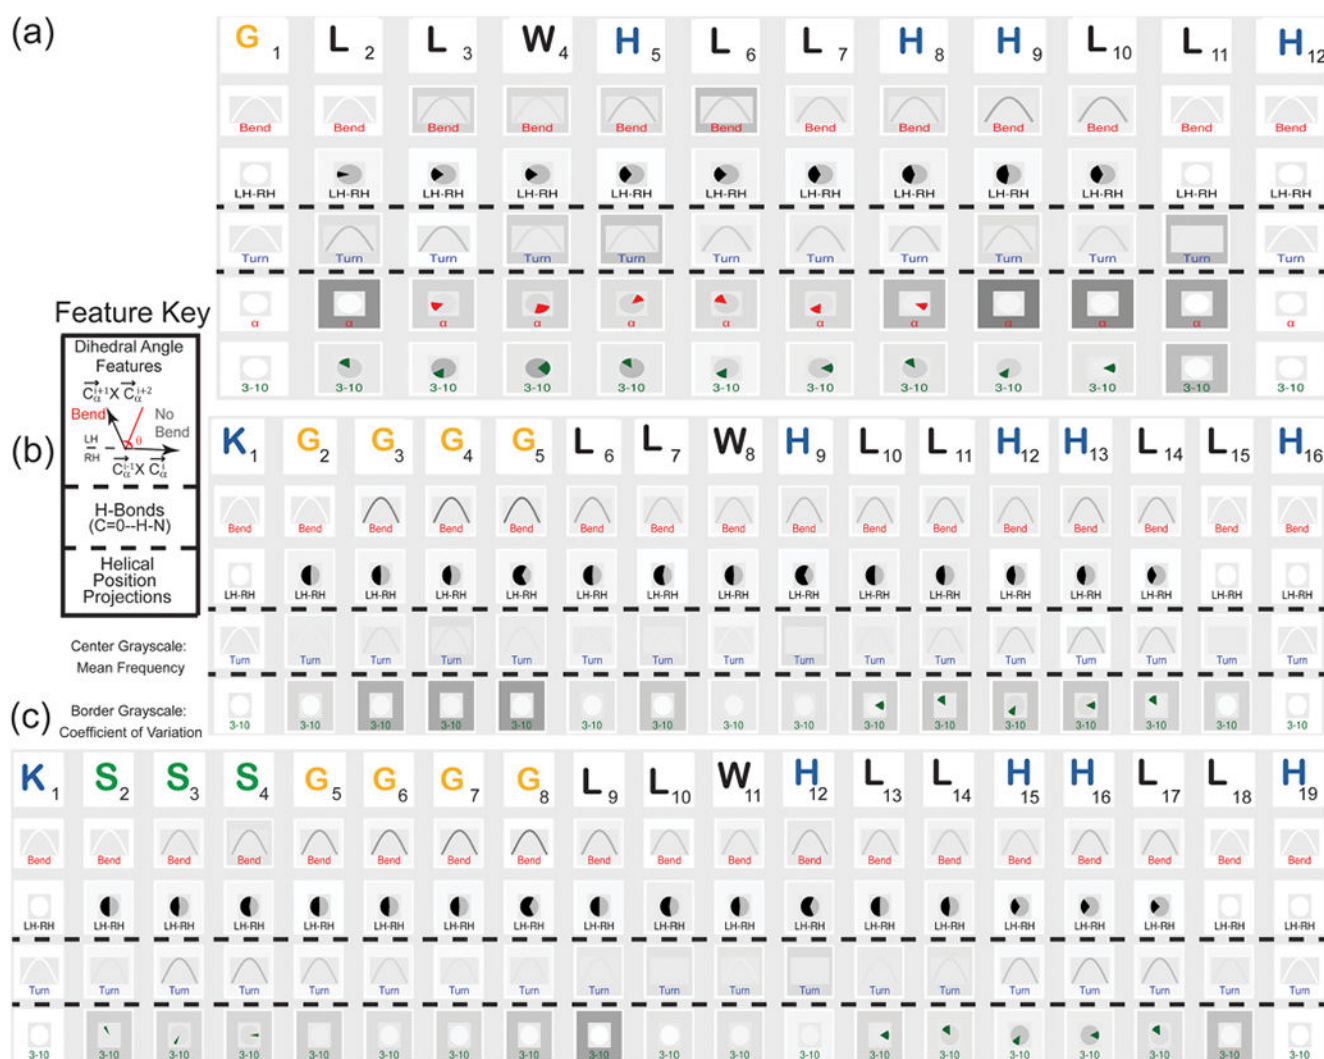 (a)
G 1 L 2 L 3 W 4 H 5 L 6 L 7 H 8 H 9 L 10 L 11 H 12
Bend Bend Bend Bend Bend Bend Bend Bend Bend Bend Bend Bend
LH-RH LH-RH LH-RH LH-RH LH-RH LH-RH LH-RH LH-RH LH-RH LH-RH LH-RH LH-RH
Turn Turn Turn Turn Turn Turn Turn Turn Turn Turn Turn Turn
α α α α α α α α α α α α
3-10 3-10 3-10 3-10 3-10 3-10 3-10 3-10 3-10 3-10 3-10 3-10
Feature Key
Dihedral Angle
Features
C α i+1 X C α i+2
Bend No
Bend
θ
LH
RH
C α i-1 X C α i
H-Bonds
(C=0--H-N)
Helical
Position
Projections
Center Grayscale:
Mean Frequency
Border Grayscale:
Coefficient of Variation
(b)
K 1 G 2 G 3 G 4 G 5 L 6 L 7 W 8 H 9 L 10 L 11 H 12 H 13 L 14 L 15 H 16
Bend Bend Bend Bend Bend Bend Bend Bend Bend Bend Bend Bend Bend Bend Bend Bend
LH-RH LH-RH LH-RH LH-RH LH-RH LH-RH LH-RH LH-RH LH-RH LH-RH LH-RH LH-RH LH-RH LH-RH LH-RH LH-RH
Turn Turn Turn Turn Turn Turn Turn Turn Turn Turn Turn Turn Turn Turn Turn Turn
3-10 3-10 3-10 3-10 3-10 3-10 3-10 3-10 3-10 3-10 3-10 3-10 3-10 3-10 3-10 3-10
(c)
K 1 S 2 S 3 S 4 G 5 G 6 G 7 G 8 L 9 L 10 W 11 H 12 L 13 L 14 H 15 H 16 L 17 L 18 H 19
Bend Bend Bend Bend Bend Bend Bend Bend Bend Bend Bend Bend Bend Bend Bend Bend Bend Bend Bend
LH-RH LH-RH LH-RH LH-RH LH-RH LH-RH LH-RH LH-RH LH-RH LH-RH LH-RH LH-RH LH-RH LH-RH LH-RH LH-RH LH-RH LH-RH LH-RH
Turn Turn Turn Turn Turn Turn Turn Turn Turn Turn Turn Turn Turn Turn Turn Turn Turn Turn Turn
3-10 3-10 3-10 3-10 3-10 3-10 3-10 3-10 3-10 3-10 3-10 3-10 3-10 3-10 3-10 3-10 3-10 3-10 3-10